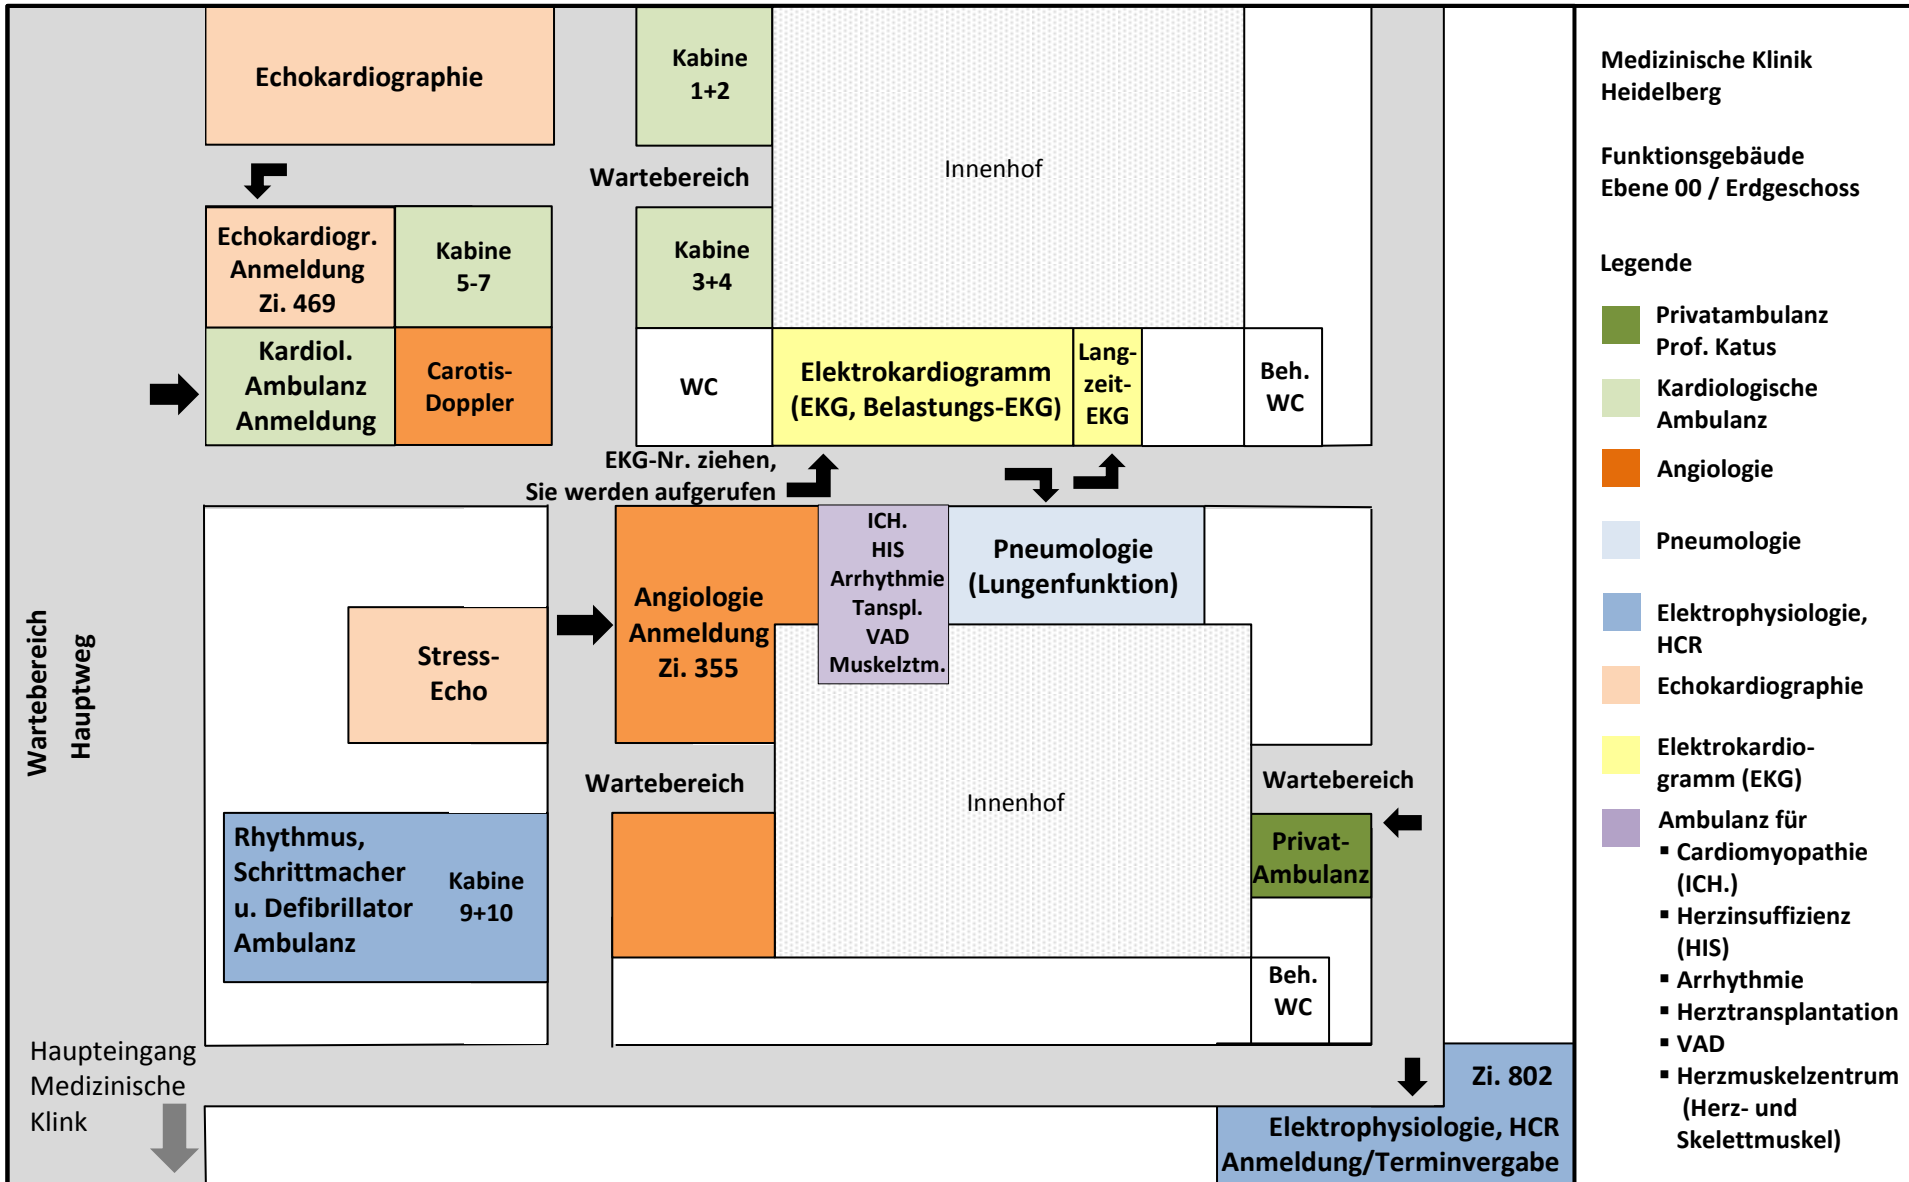 Echokardiographie
Kabine
1+2
Innenhof
Wartebereich
Echokardiogr.
Anmeldung
Zi. 469
Kabine
5-7
Kabine
3+4
Kardiol.
Ambulanz
Anmeldung
Carotis-
Doppler
WC
Elektrokardiogramm
(EKG, Belastungs-EKG)
Lang-
zeit-
EKG
Beh.
WC
EKG-Nr. ziehen,
Sie werden aufgerufen
Angiologie
Anmeldung
Zi. 355
ICH.
HIS
Arrhythmie
Tanspl.
VAD
Muskelztm.
Pneumologie
(Lungenfunktion)
Stress-
Echo
Wartebereich
Hauptweg
Wartebereich
Innenhof
Wartebereich
Rhythmus,
Schrittmacher
u. Defibrillator
Ambulanz
Kabine
9+10
Privat-
Ambulanz
Beh.
WC
Haupteingang
Medizinische
Klink
Zi. 802
Elektrophysiologie, HCR
Anmeldung/Terminvergabe
Medizinische Klinik
Heidelberg
Funktionsgebäude
Ebene 00 / Erdgeschoss
Legende
Privatambulanz
Prof. Katus
Kardiologische
Ambulanz
Angiologie
Pneumologie
Elektrophysiologie,
HCR
Echokardiographie
Elektrokardio-
gramm (EKG)
Ambulanz für
▪ Cardiomyopathie
(ICH.)
▪ Herzinsuffizienz
(HIS)
▪ Arrhythmie
▪ Herztransplantation
▪ VAD
▪ Herzmuskelzentrum
(Herz- und
Skelettmuskel)